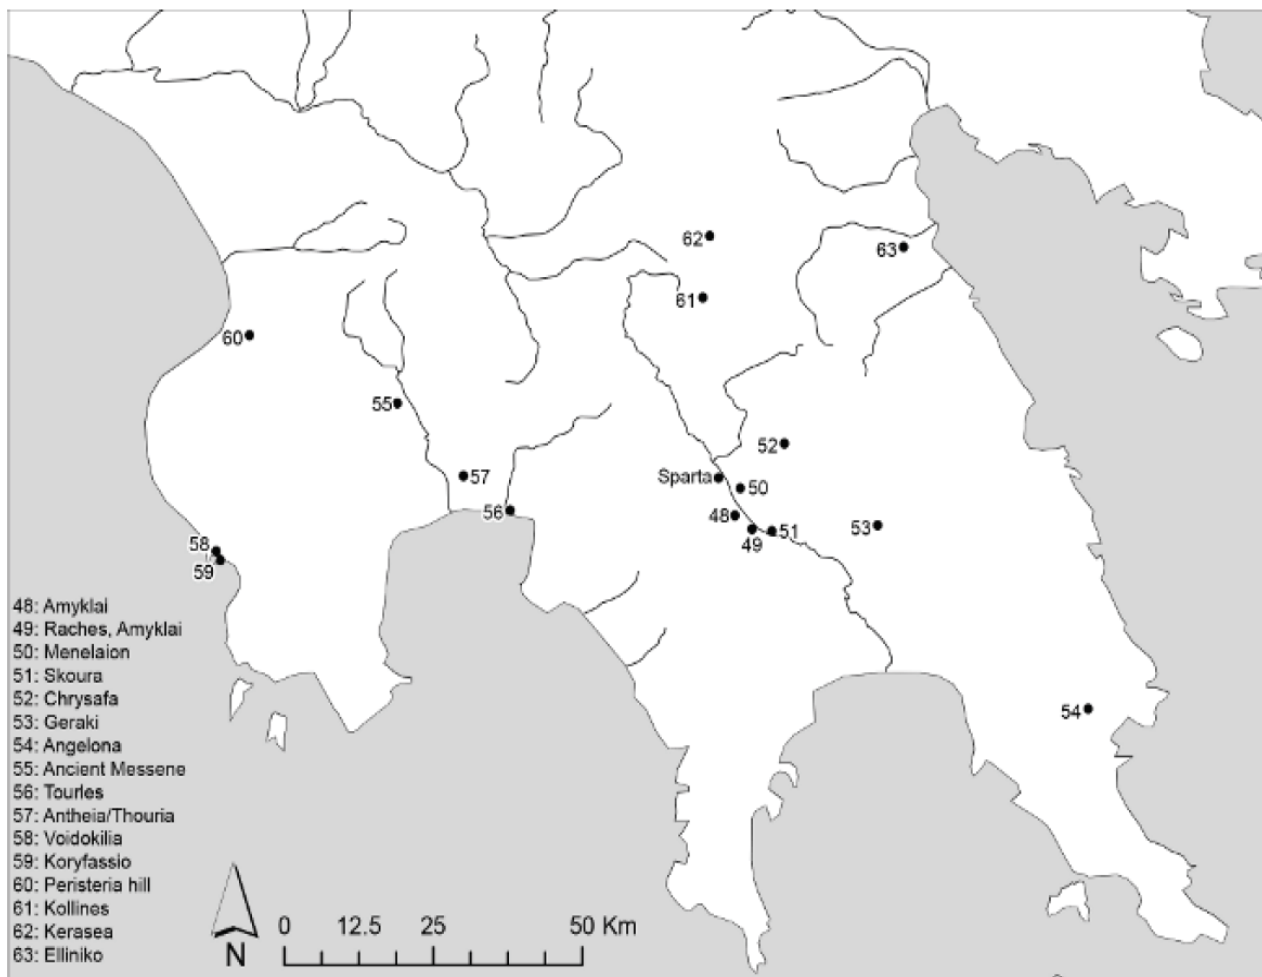 62
63
61
60
55
52
57
Sparta
50
56
48
51
53
49
58
59
54
48: Amyklai
49: Raches, Amyklai
50: Menelaion
51: Skoura
52: Chrysafa
53: Geraki
54: Angelona
55: Ancient Messene
56: Tourles
57: Antheia/Thouria
58: Voidokilia
59: Koryfassio
60: Peristeria hill
61: Kollines
62: Kerasea
63: Elliniko
N
0 12.5 25 50 Km